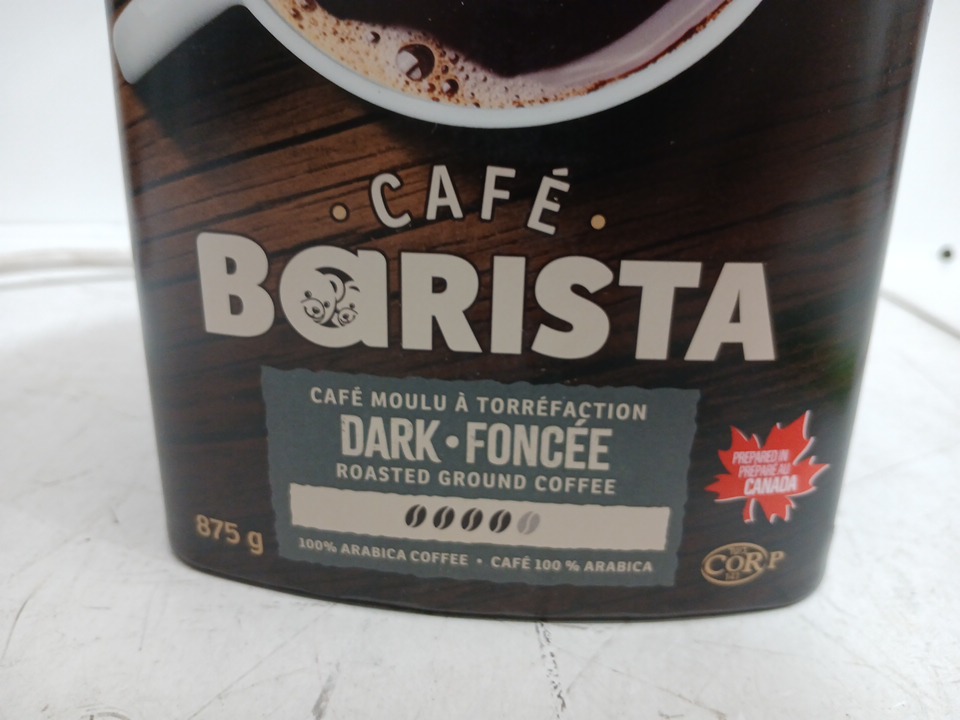 CAFÉ
BaRISTA
CAFÉ MOULU À TORRÉFACTION
DARK • FONCÉE
ROASTED GROUND COFFEE
100% ARABICA COFFEE • CAFÉ 100 % ARABICA
875 g
PREPARED IN
PRÉPARÉ AU
CANADA
COR P